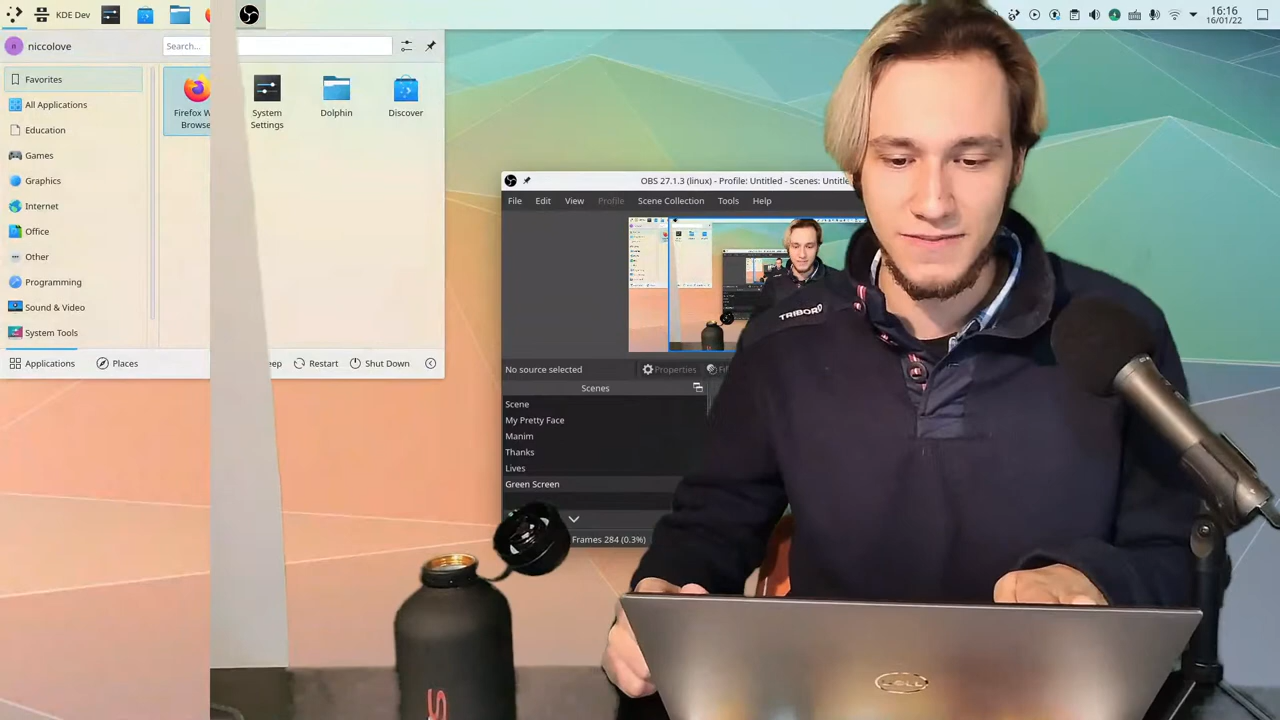 KDE Dev
16:16
16/01/22
niccolove
Search...
Favorites
All Applications
Education
Games
Graphics
Internet
Office
Other
Programming
Sound & Video
System Tools
Firefox W
Browse
System
Settings
Dolphin
Discover
Applications
Places
eep
Restart
Shut Down
OBS 27.1.3 (linux) - Profile: Untitled - Scenes: Untitle
File
Edit
View
Profile
Scene Collection
Tools
Help
No source selected
Properties
Fi
Scenes
Scene
My Pretty Face
Manim
Thanks
Lives
Green Screen
Frames 284 (0.3%)
TRIBORD
DELL
S